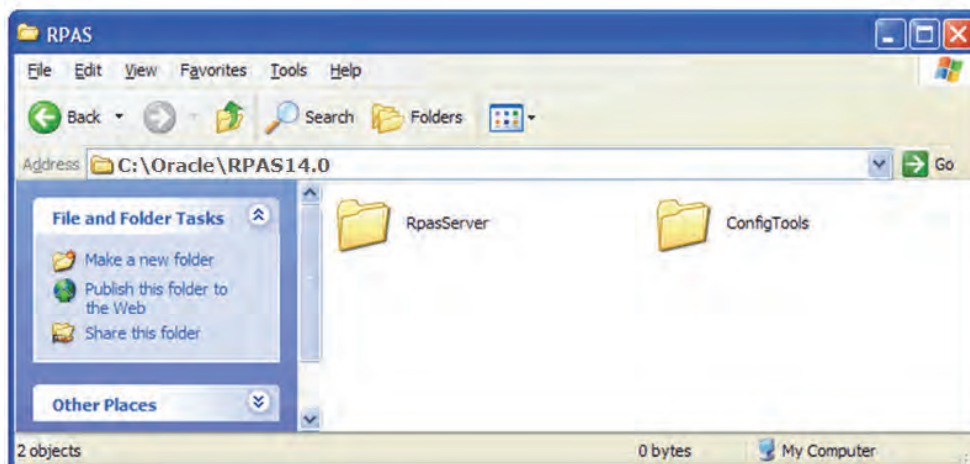 RPAS
File Edit View Favorites Tools Help
Back Search Folders
Address C:\Oracle\RPAS14.0 Go
File and Folder Tasks
Make a new folder
Publish this folder to
the Web
Share this folder
Other Places
RpasServer ConfigTools
2 objects 0 bytes My Computer